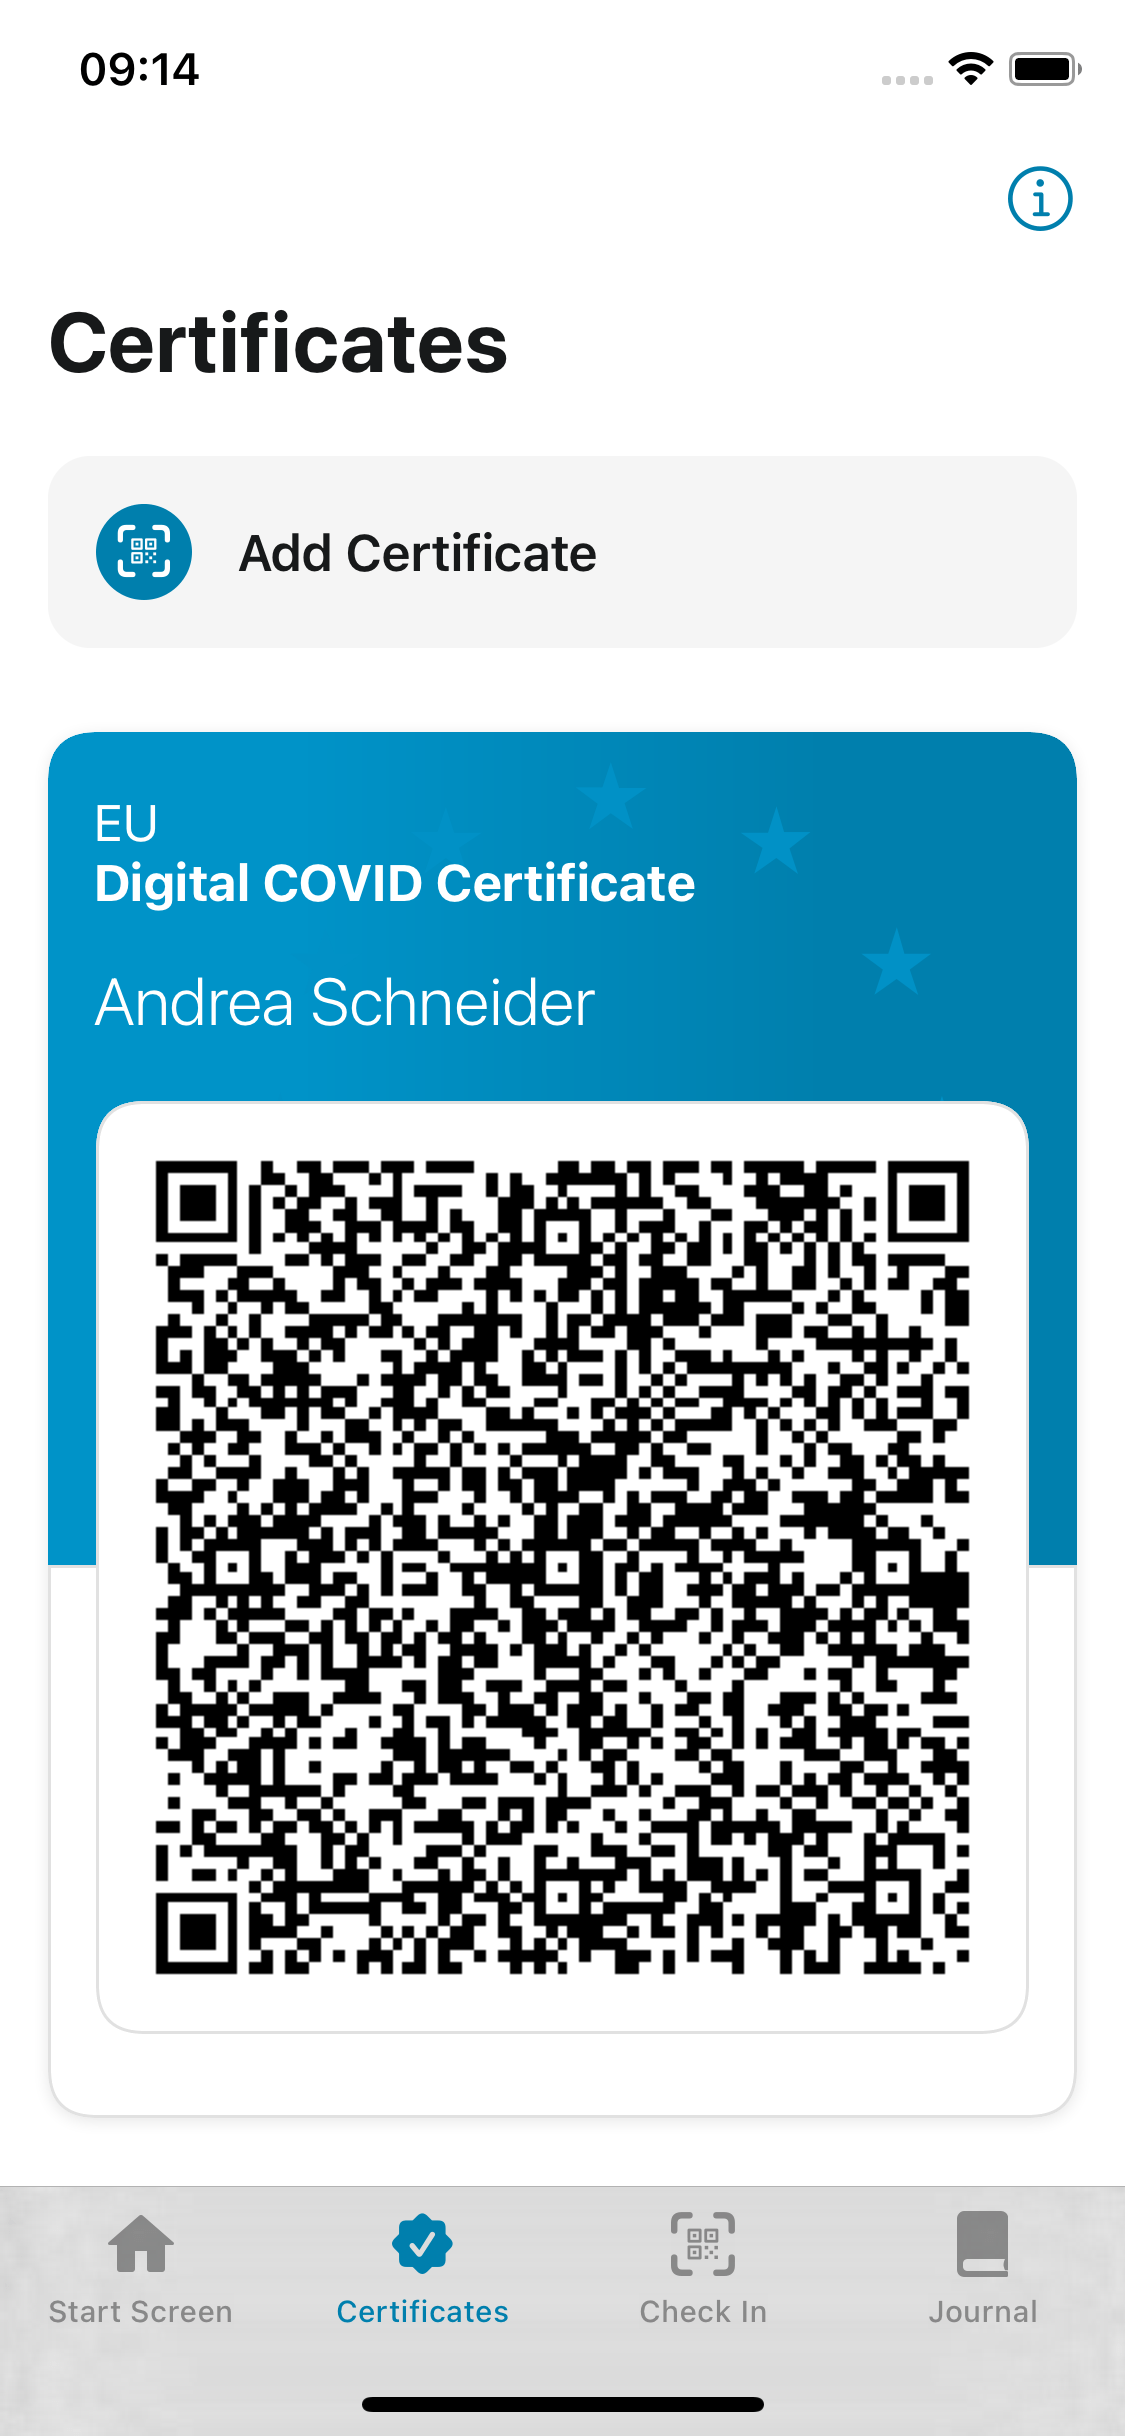 09:14
Certificates
Add Certificate
EU
Digital COVID Certificate
Andrea Schneider
Start Screen
Certificates
Check In
Journal